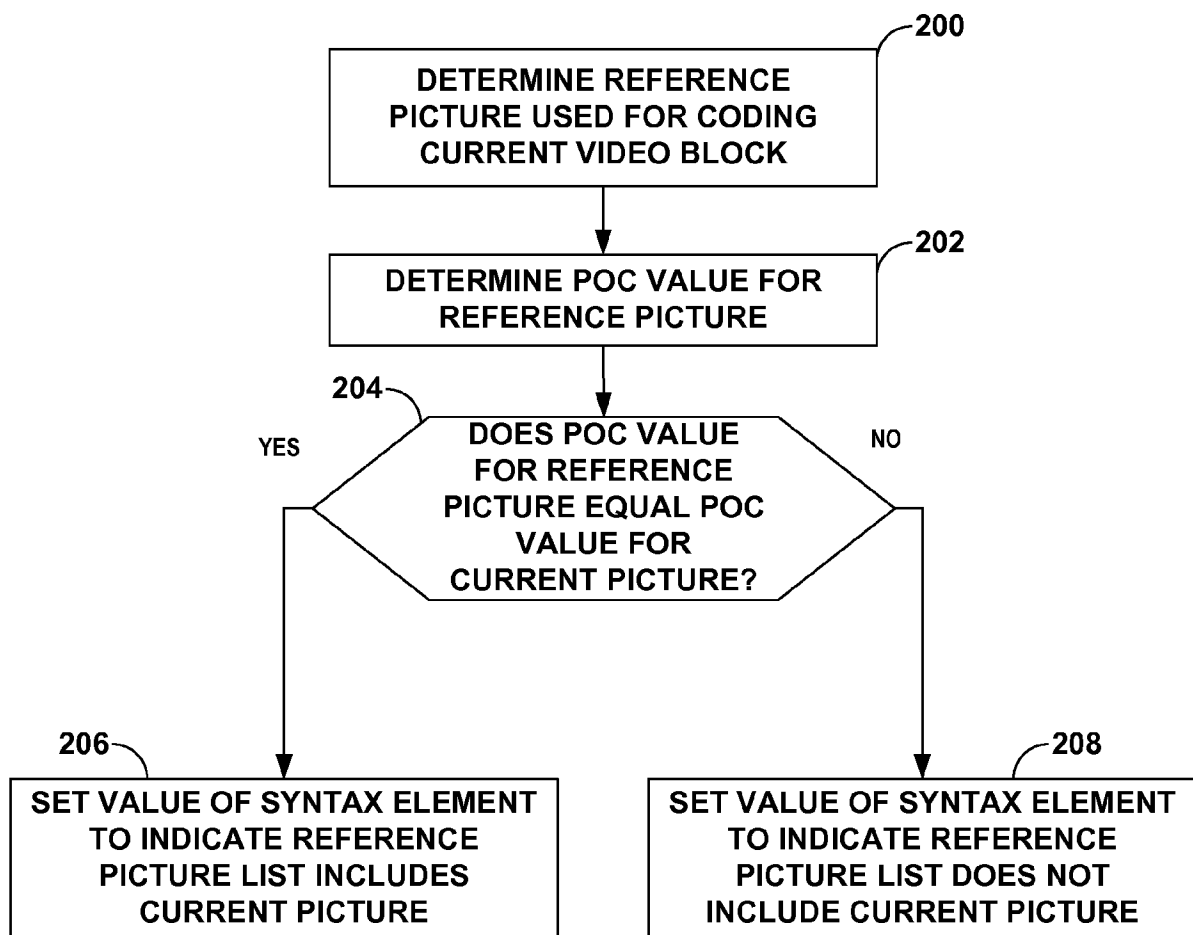 200
DETERMINE REFERENCE
PICTURE USED FOR CODING
CURRENT VIDEO BLOCK
202
DETERMINE POC VALUE FOR
REFERENCE PICTURE
204
YES
DOES POC VALUE
FOR REFERENCE
PICTURE EQUAL POC
VALUE FOR
CURRENT PICTURE?
NO
206
SET VALUE OF SYNTAX ELEMENT
TO INDICATE REFERENCE
PICTURE LIST INCLUDES
CURRENT PICTURE
208
SET VALUE OF SYNTAX ELEMENT
TO INDICATE REFERENCE
PICTURE LIST DOES NOT
INCLUDE CURRENT PICTURE